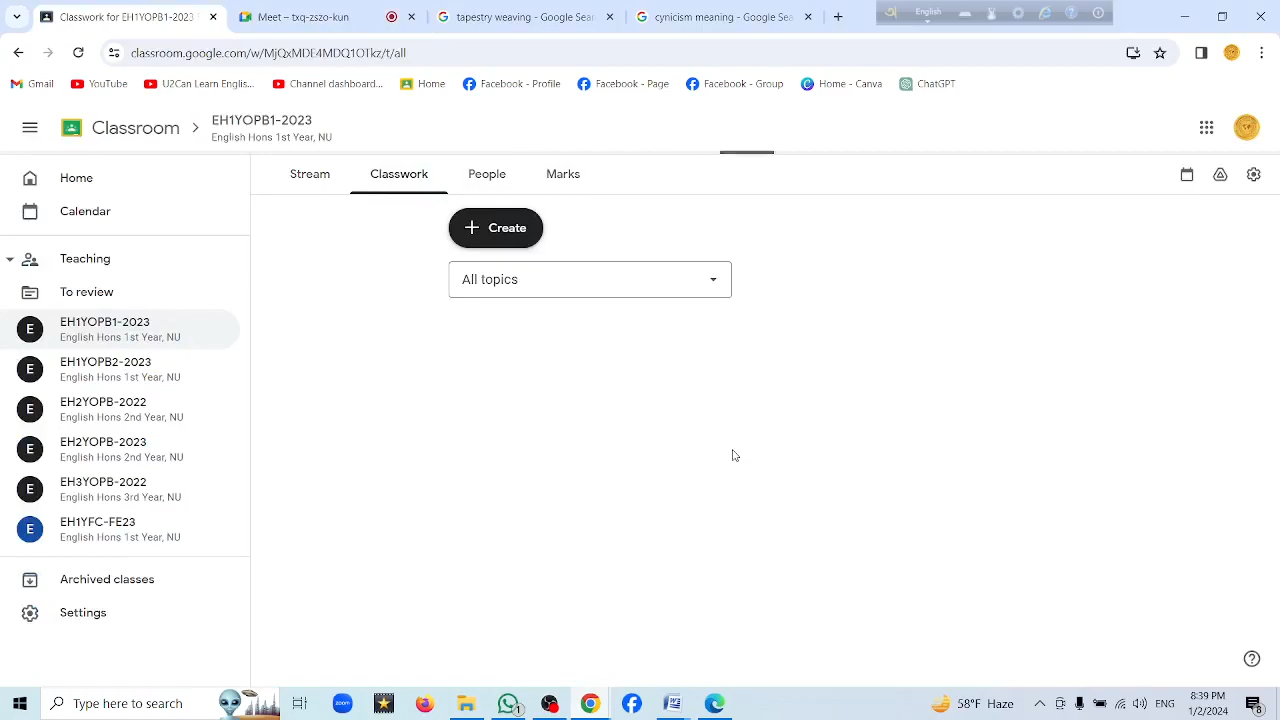 Classroom for EH1YOPB1-2023
Meet – txq-zzto-kun
tapestry weaving - Google Sear
cynicism meaning - Google Sear
English
classroom.google.com/w/MjQxMDE4MDQ1OTkz/t/all
Gmail
YouTube
U2Can Learn Englis...
Channel dashboard...
Home
Facebook - Profile
Facebook - Page
Facebook - Group
Home - Canva
ChatGPT
Classroom
EH1YOPB1-2023
English Hons 1st Year, NU
Stream
Classwork
People
Marks
Home
Calendar
Create
All topics
Teaching
To review
E
EH1YOPB1-2023
English Hons 1st Year, NU
E
EH1YOPB2-2023
English Hons 1st Year, NU
E
EH2YOPB-2022
English Hons 2nd Year, NU
E
EH2YOPB-2023
English Hons 2nd Year, NU
E
EH3YOPB-2022
English Hons 3rd Year, NU
E
EH1YFC-FE23
English Hons 1st Year, NU
Archived classes
Settings
Type here to search
zoom
1
58°F Haze
ENG
8:39 PM
1/2/2024
8